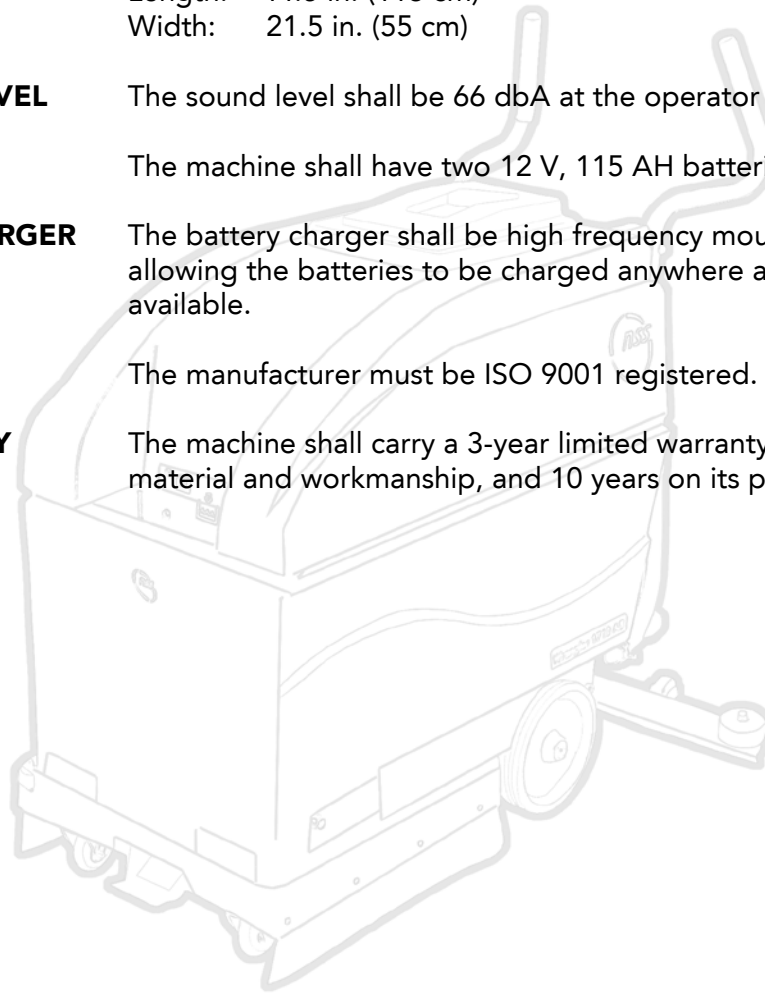 Width: 21.5 in. (55 cm)
VEL The sound level shall be 66 dbA at the operator
The machine shall have two 12 V, 115 AH batteri
RGER The battery charger shall be high frequency mou
allowing the batteries to be charged anywhere a
available.
The manufacturer must be ISO 9001 registered.
Y The machine shall carry a 3-year limited warranty
material and workmanship, and 10 years on its p
nss